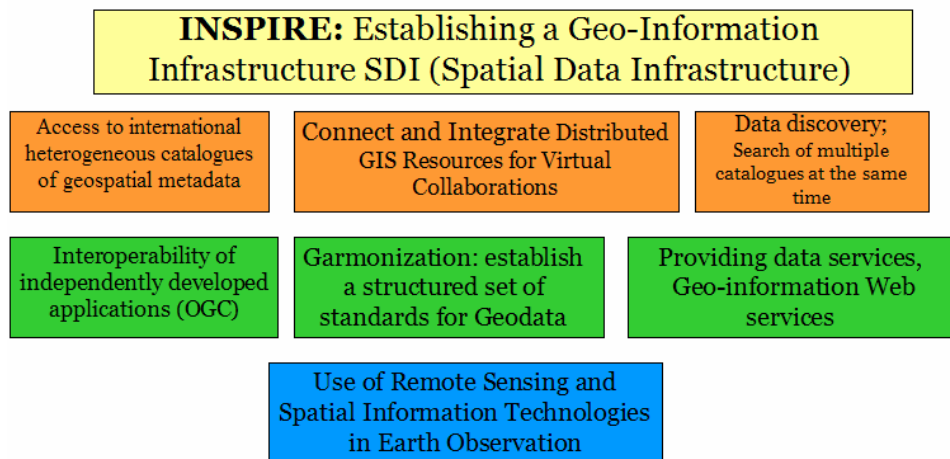 INSPIRE: Establishing a Geo-Information
Infrastructure SDI (Spatial Data Infrastructure)
Access to international
heterogeneous catalogues
of geospatial metadata
Connect and Integrate Distributed
GIS Resources for Virtual
Collaborations
Data discovery;
Search of multiple
catalogues at the same
time
Interoperability of
independently developed
applications (OGC)
Garmonization: establish
a structured set of
standards for Geodata
Providing data services,
Geo-information Web
services
Use of Remote Sensing and
Spatial Information Technologies
in Earth Observation